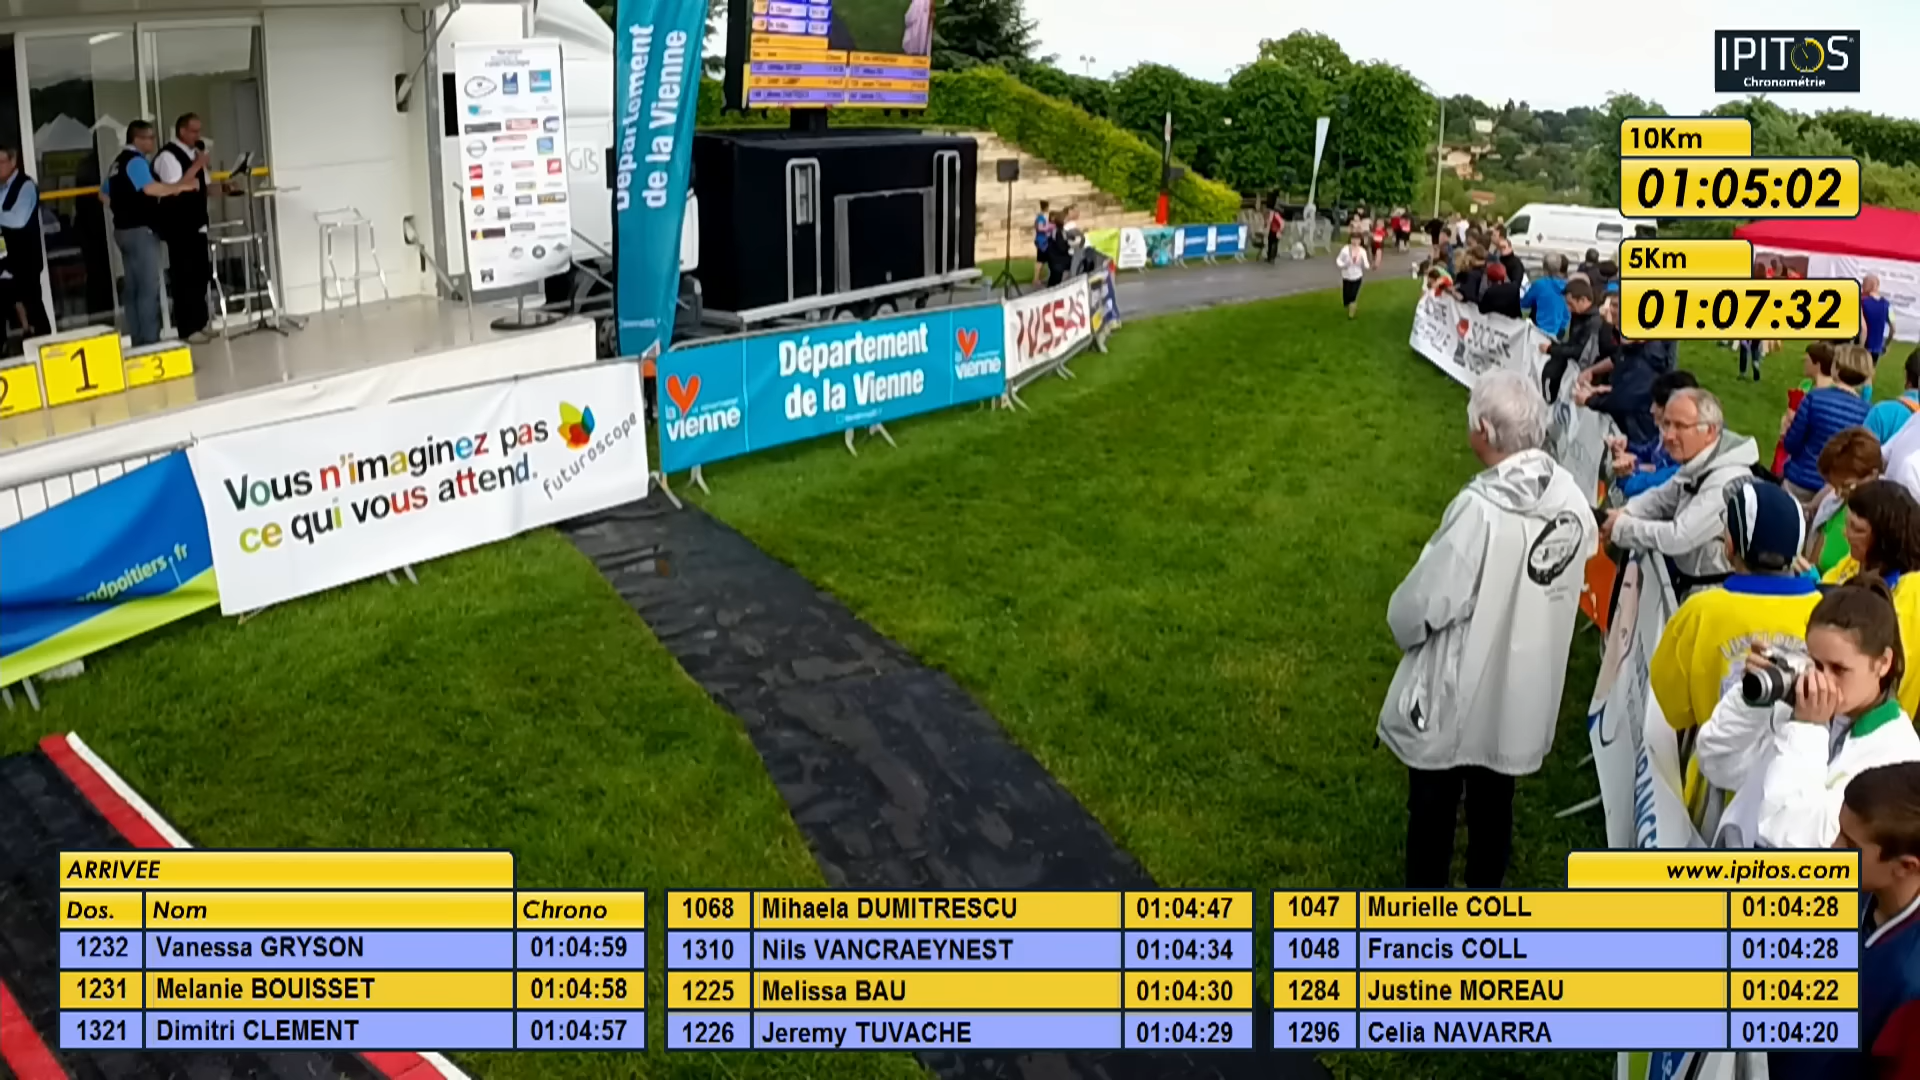 IPITOS
Chronométrie
10Km
01:05:02
5Km
01:07:32
Département
de la Vienne
GPS
1
2
3
Vous n'imaginez pas
ce qui vous attend.
futuroscope
andpoitiers.fr
la
vienne
Département
de la Vienne
la
vienne
ARRIVEE
www.ipitos.com
Dos. Nom Chrono
1232 Vanessa GRYSON 01:04:59
1231 Melanie BOUISSET 01:04:58
1321 Dimitri CLEMENT 01:04:57
1068 Mihaela DUMITRESCU 01:04:47
1310 Nils VANCRAEYNEST 01:04:34
1225 Melissa BAU 01:04:30
1226 Jeremy TUVACHE 01:04:29
1047 Murielle COLL 01:04:28
1048 Francis COLL 01:04:28
1284 Justine MOREAU 01:04:22
1296 Celia NAVARRA 01:04:20